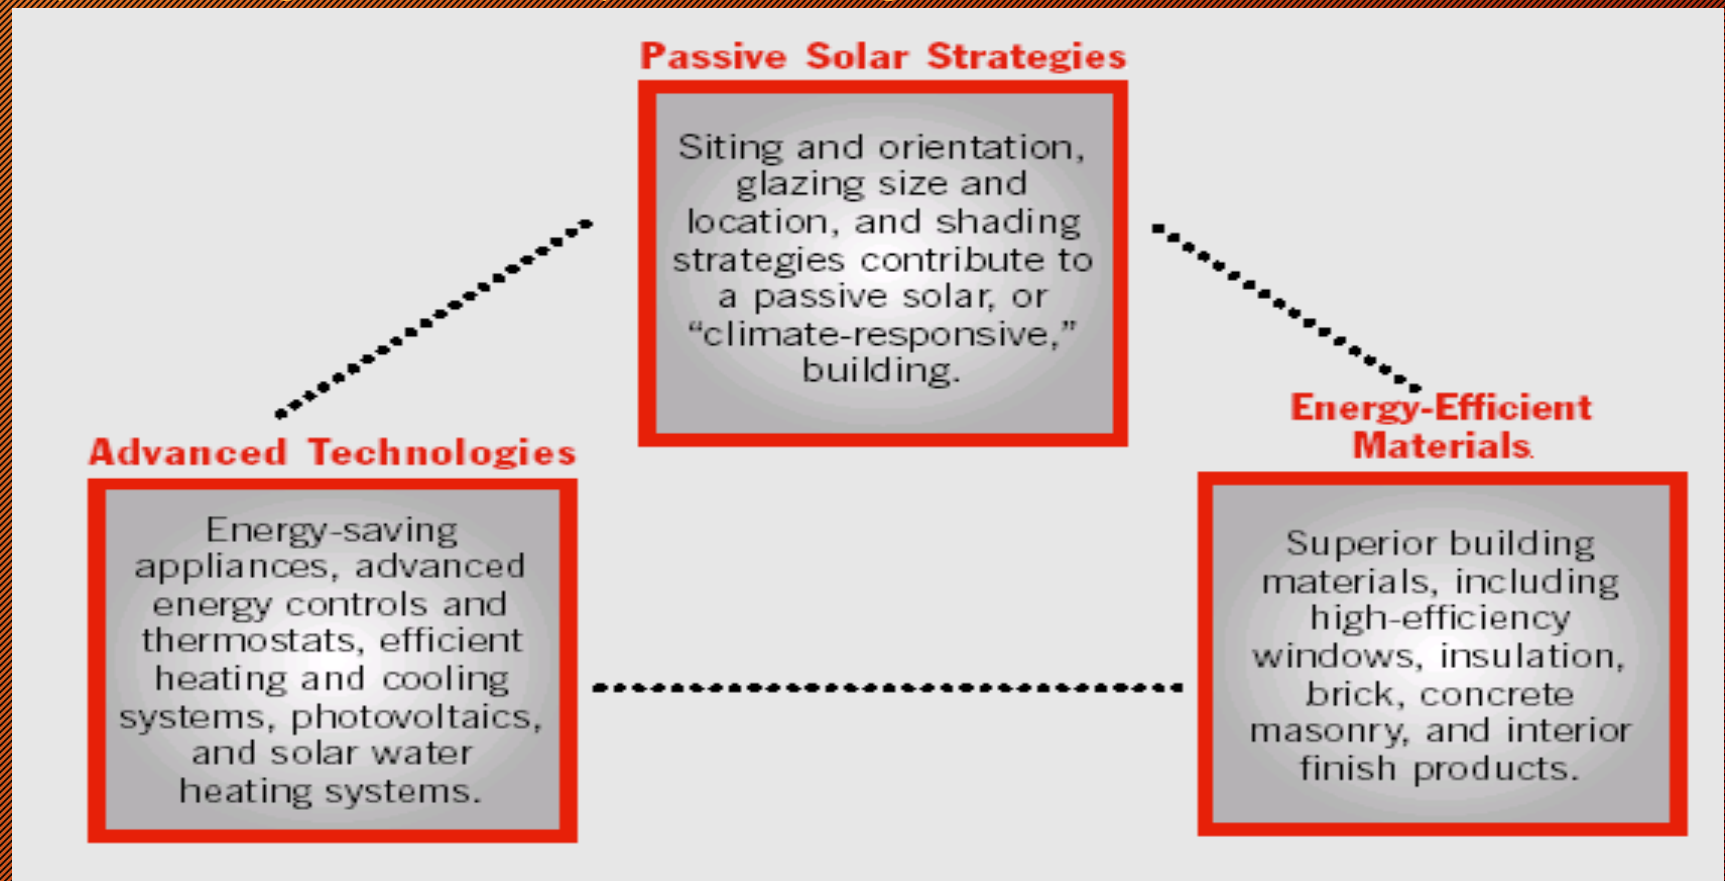 Passive Solar Strategies
Siting and orientation,
glazing size and
location, and shading
strategies contribute to
a passive solar, or
“climate-responsive,”
building.
Advanced Technologies
Energy-saving
appliances, advanced
energy controls and
thermostats, efficient
heating and cooling
systems, photovoltaics,
and solar water
heating systems.
Energy-Efficient
Materials.
Superior building
materials, including
high-efficiency
windows, insulation,
brick, concrete
masonry, and interior
finish products.